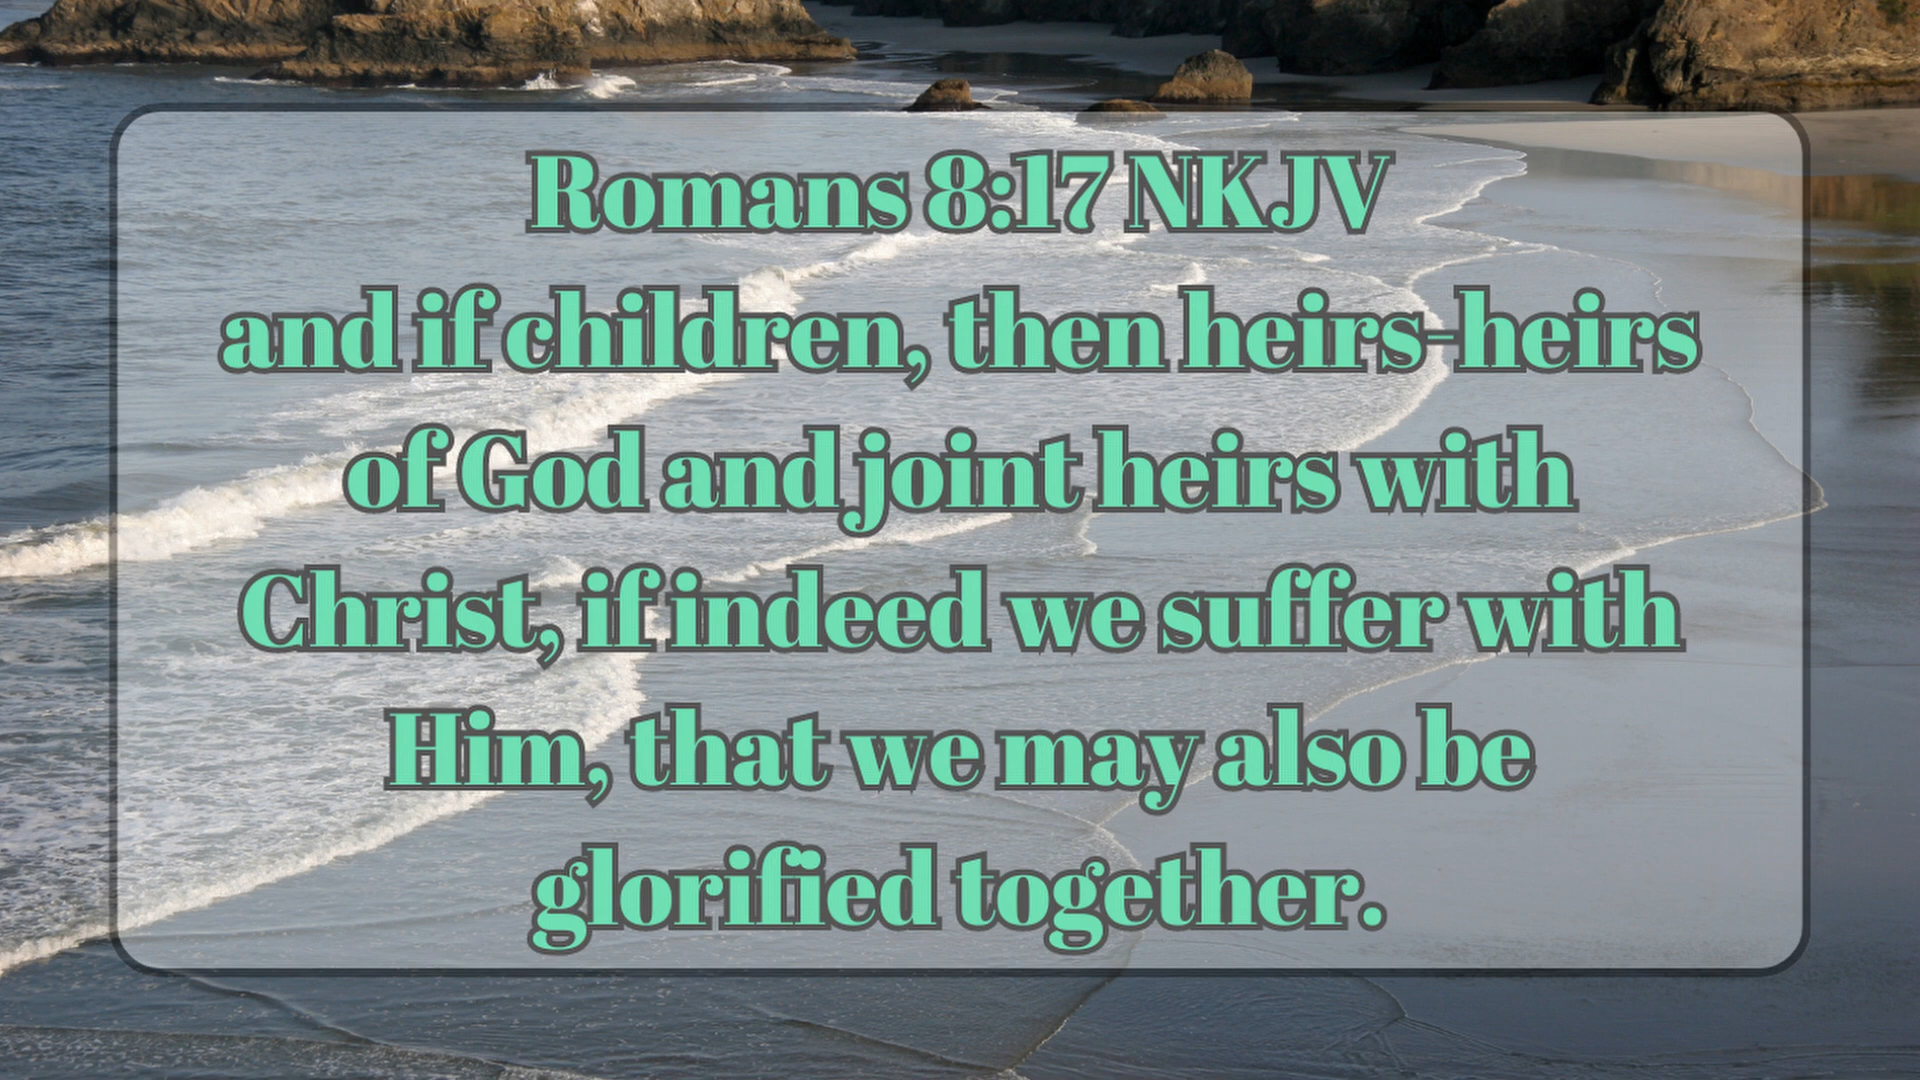 Romans 8:17 NKJV
and if children, then heirs-heirs
of God and joint heirs with
Christ, if indeed we suffer with
Him, that we may also be
glorified together.